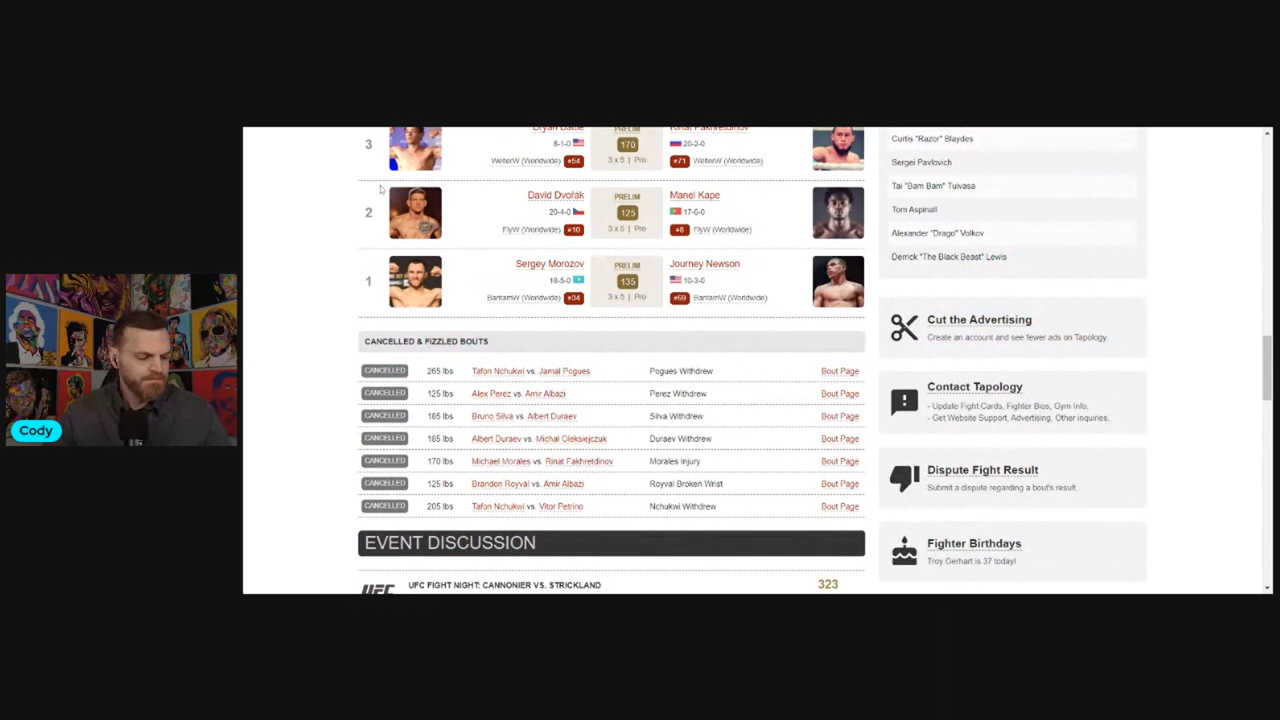 3
Bryan Battle
8-1-0
WelterW (Worldwide) #54
PRELIM
170
3 x 5 | Pro
Rinat Fakhretdinov
20-2-0
#71 WelterW (Worldwide)
2
David Dvořák
20-4-0
FlyW (Worldwide) #10
PRELIM
125
3 x 5 | Pro
Manel Kape
17-6-0
#8 FlyW (Worldwide)
1
Sergey Morozov
18-5-0
BantamW (Worldwide) #34
PRELIM
135
3 x 5 | Pro
Journey Newson
10-3-0
#69 BantamW (Worldwide)
CANCELLED & FIZZLED BOUTS
CANCELLED 265 lbs Tafon Nchukwi vs. Jamal Pogues Pogues Withdrew Bout Page
CANCELLED 125 lbs Alex Perez vs. Amir Albazi Perez Withdrew Bout Page
CANCELLED 185 lbs Bruno Silva vs. Albert Duraev Silva Withdrew Bout Page
CANCELLED 185 lbs Albert Duraev vs. Michał Oleksiejczuk Duraev Withdrew Bout Page
CANCELLED 170 lbs Michael Morales vs. Rinat Fakhretdinov Morales Injury Bout Page
CANCELLED 125 lbs Brandon Royval vs. Amir Albazi Royval Broken Wrist Bout Page
CANCELLED 205 lbs Tafon Nchukwi vs. Vitor Petrino Nchukwi Withdrew Bout Page
EVENT DISCUSSION
UFC
UFC FIGHT NIGHT: CANNONIER VS. STRICKLAND
323
Curtis "Razor" Blaydes
Sergei Pavlovich
Tai "Bam Bam" Tuivasa
Tom Aspinall
Alexander "Drago" Volkov
Derrick "The Black Beast" Lewis
Cut the Advertising
Create an account and see fewer ads on Tapology.
Contact Tapology
- Update Fight Cards, Fighter Bios, Gym Info.
- Get Website Support, Advertising, Other inquiries.
Dispute Fight Result
Submit a dispute regarding a bout's result.
Fighter Birthdays
Troy Gerhart is 37 today!
Cody